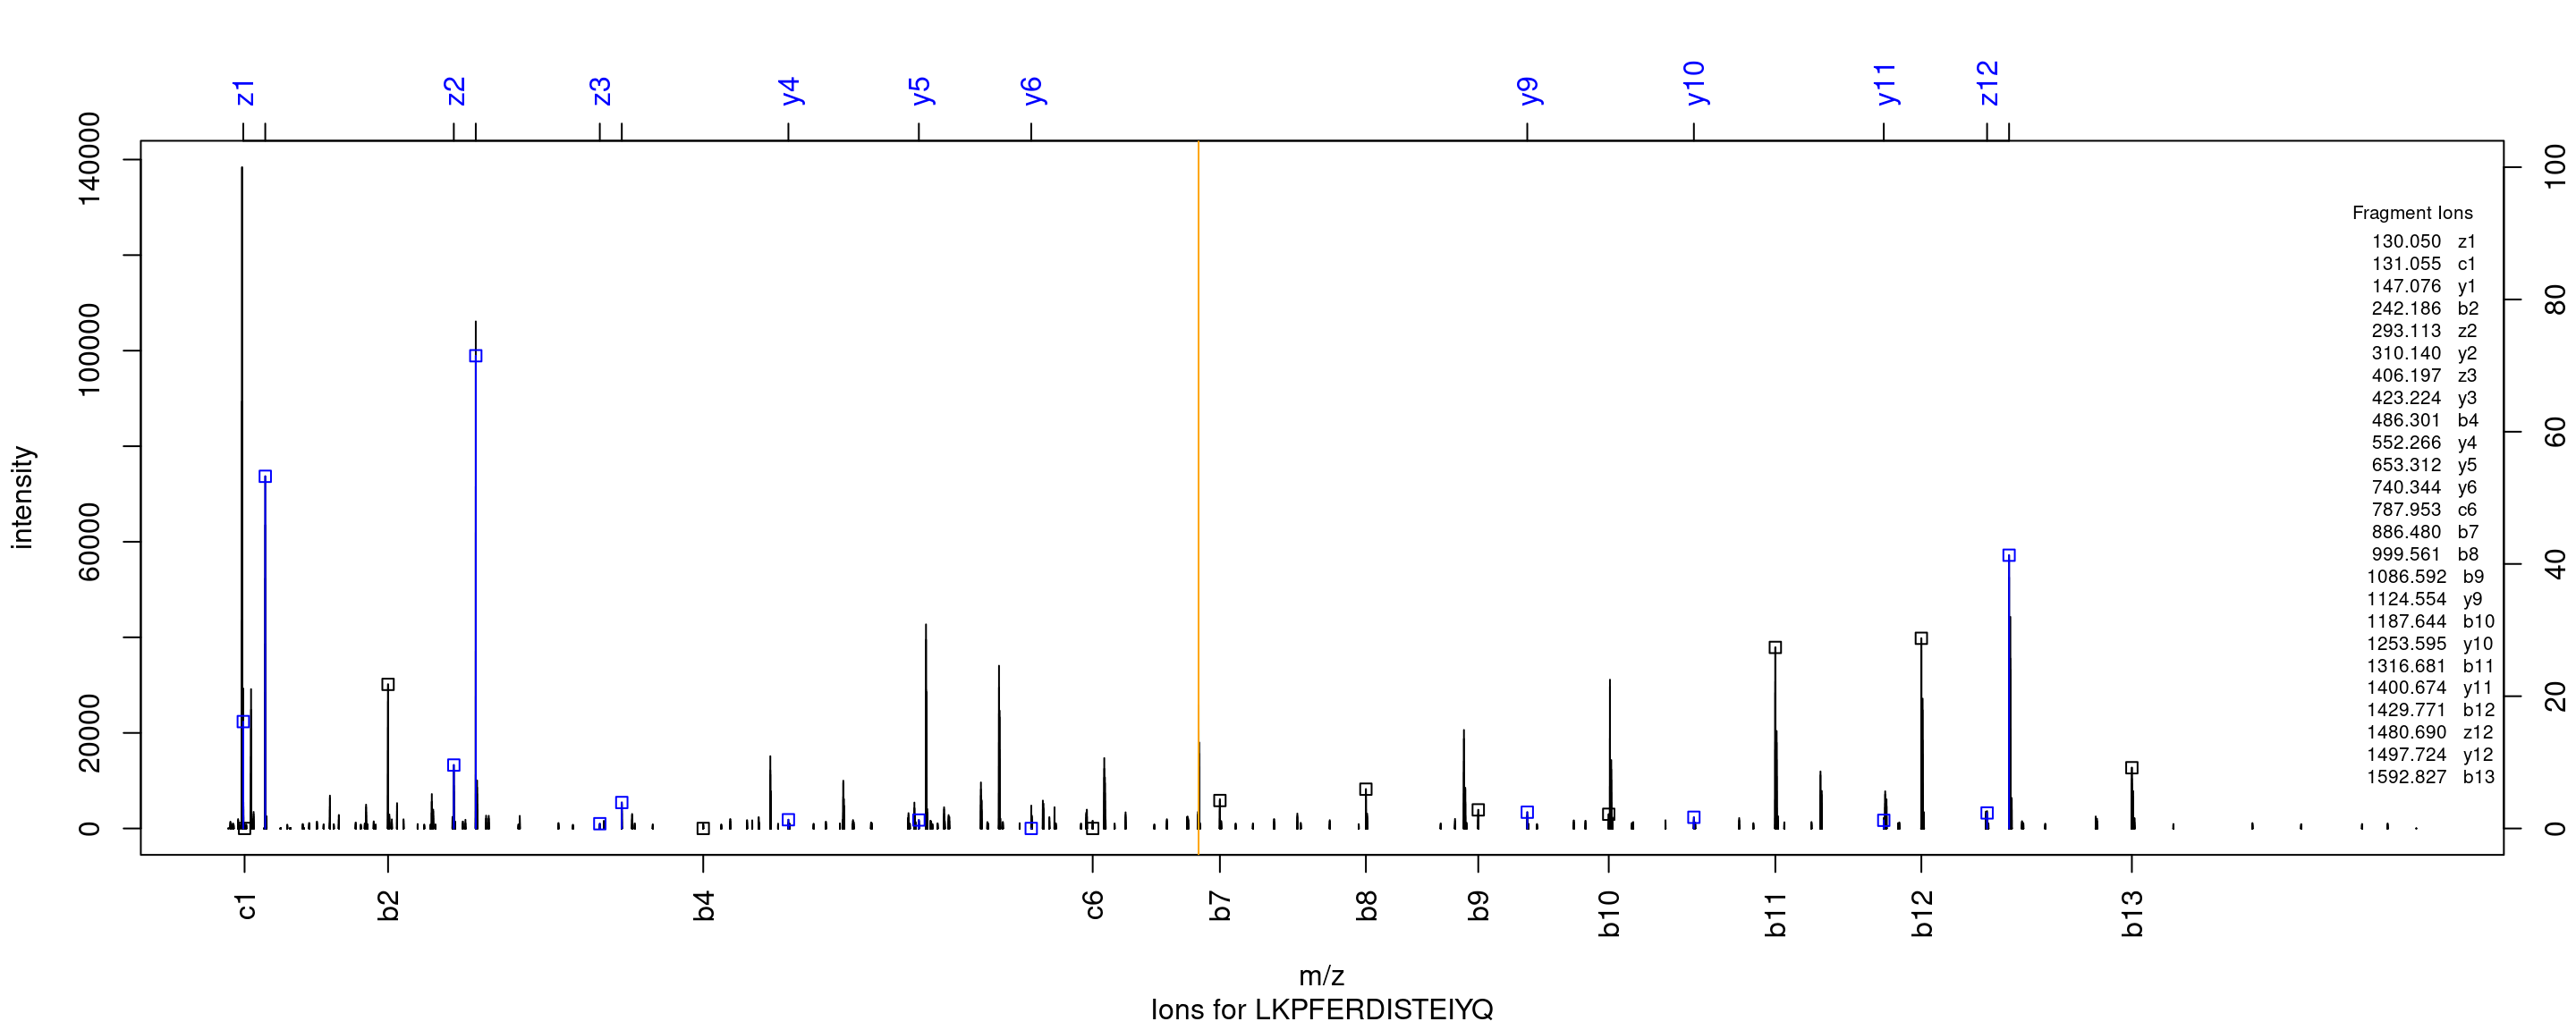 z1 z2 z3 y4 y5 y6 y9 y10 y11 z12
140000
100000
60000
20000
0
intensity
100
80
60
40
20
0
Fragment Ions
130.050 z1
131.055 c1
147.076 y1
242.186 b2
293.113 z2
310.140 y2
406.197 z3
423.224 y3
486.301 b4
552.266 y4
653.312 y5
740.344 y6
787.953 c6
886.480 b7
999.561 b8
1086.592 b9
1124.554 y9
1187.644 b10
1253.595 y10
1316.681 b11
1400.674 y11
1429.771 b12
1480.690 z12
1497.724 y12
1592.827 b13
c1 b2 b4 c6 b7 b8 b9 b10 b11 b12 b13
m/z
Ions for LKPFERDISTEIYQ